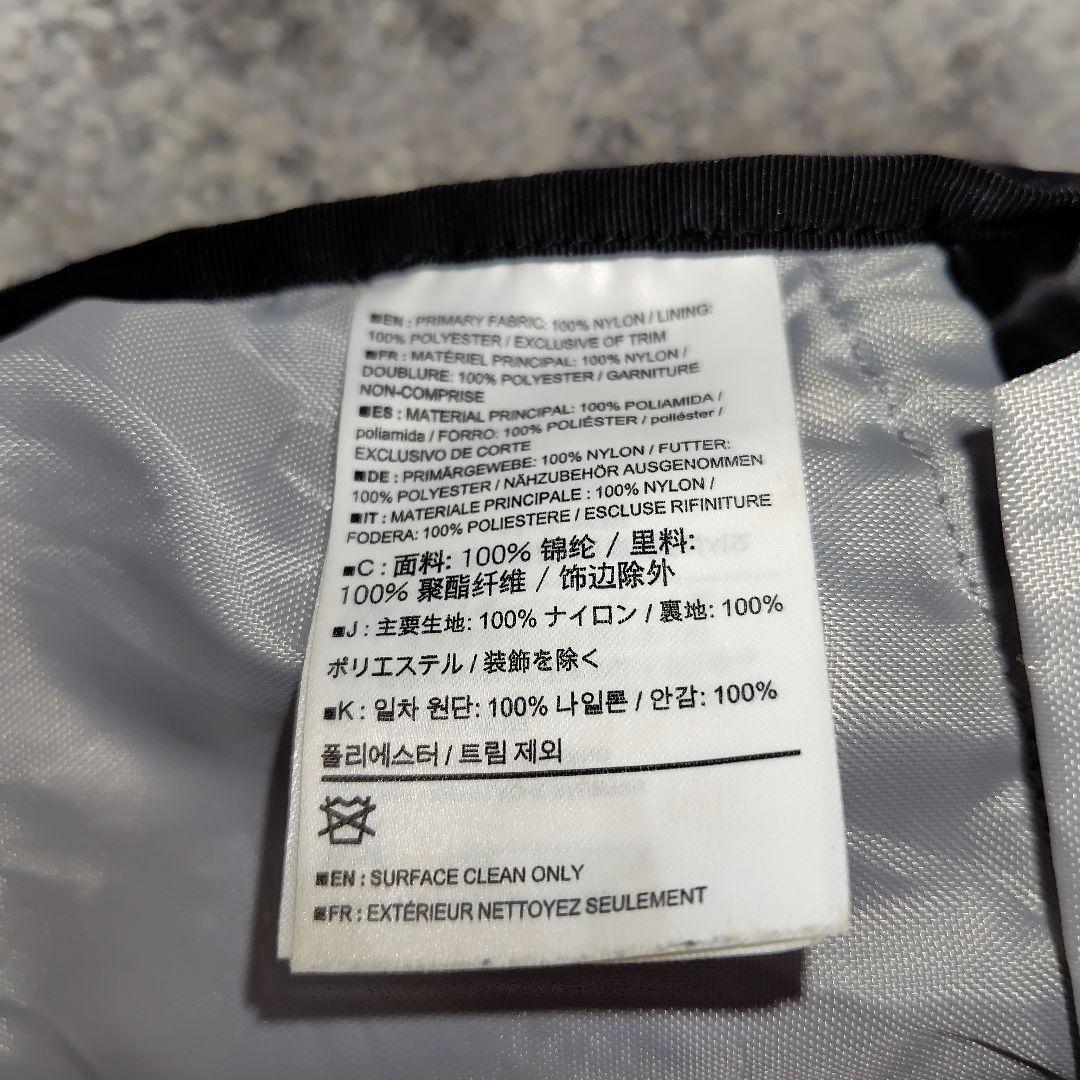 ■EN : PRIMARY FABRIC: 100% NYLON / LINING:
100% POLYESTER / EXCLUSIVE OF TRIM
■FR : MATÉRIEL PRINCIPAL: 100% NYLON /
DOUBLURE: 100% POLYESTER / GARNITURE
NON-COMPRISE
■ES : MATERIAL PRINCIPAL: 100% POLIAMIDA /
poliamida / FORRO: 100% POLIÉSTER / poliéster /
EXCLUSIVO DE CORTE
■DE : PRIMÄRGEWEBE: 100% NYLON / FUTTER:
100% POLYESTER / NÄHZUBEHÖR AUSGENOMMEN
■IT : MATERIALE PRINCIPALE : 100% NYLON /
FODERA: 100% POLIESTERE / ESCLUSE RIFINITURE
■C : 面料: 100% 锦纶 / 里料:
100% 聚酯纤维 / 饰边除外
■J : 主要生地: 100% ナイロン / 裏地: 100%
ポリエステル / 装飾を除く
■K : 일차 원단: 100% 나일론 / 안감: 100%
폴리에스터 / 트림 제외
■EN : SURFACE CLEAN ONLY
■FR : EXTÉRIEUR NETTOYEZ SEULEMENT